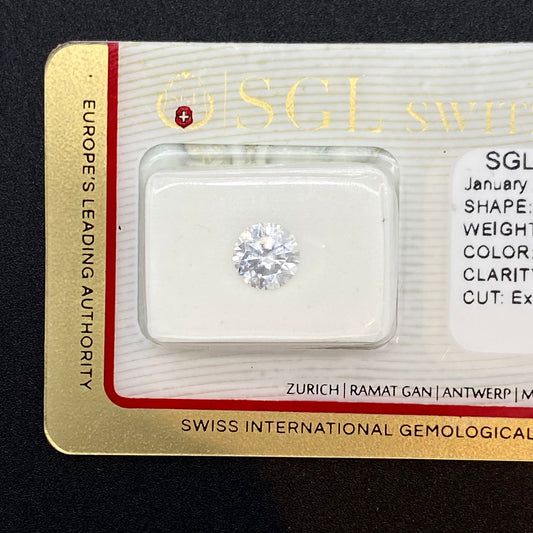 EUROPE'S LEADING AUTHORITY
SGL SWIT
SGL
January
SHAPE:
WEIGHT
COLOR:
CLARITY
CUT: Ex
ZURICH | RAMAT GAN | ANTWERP | M
SWISS INTERNATIONAL GEMOLOGICAL